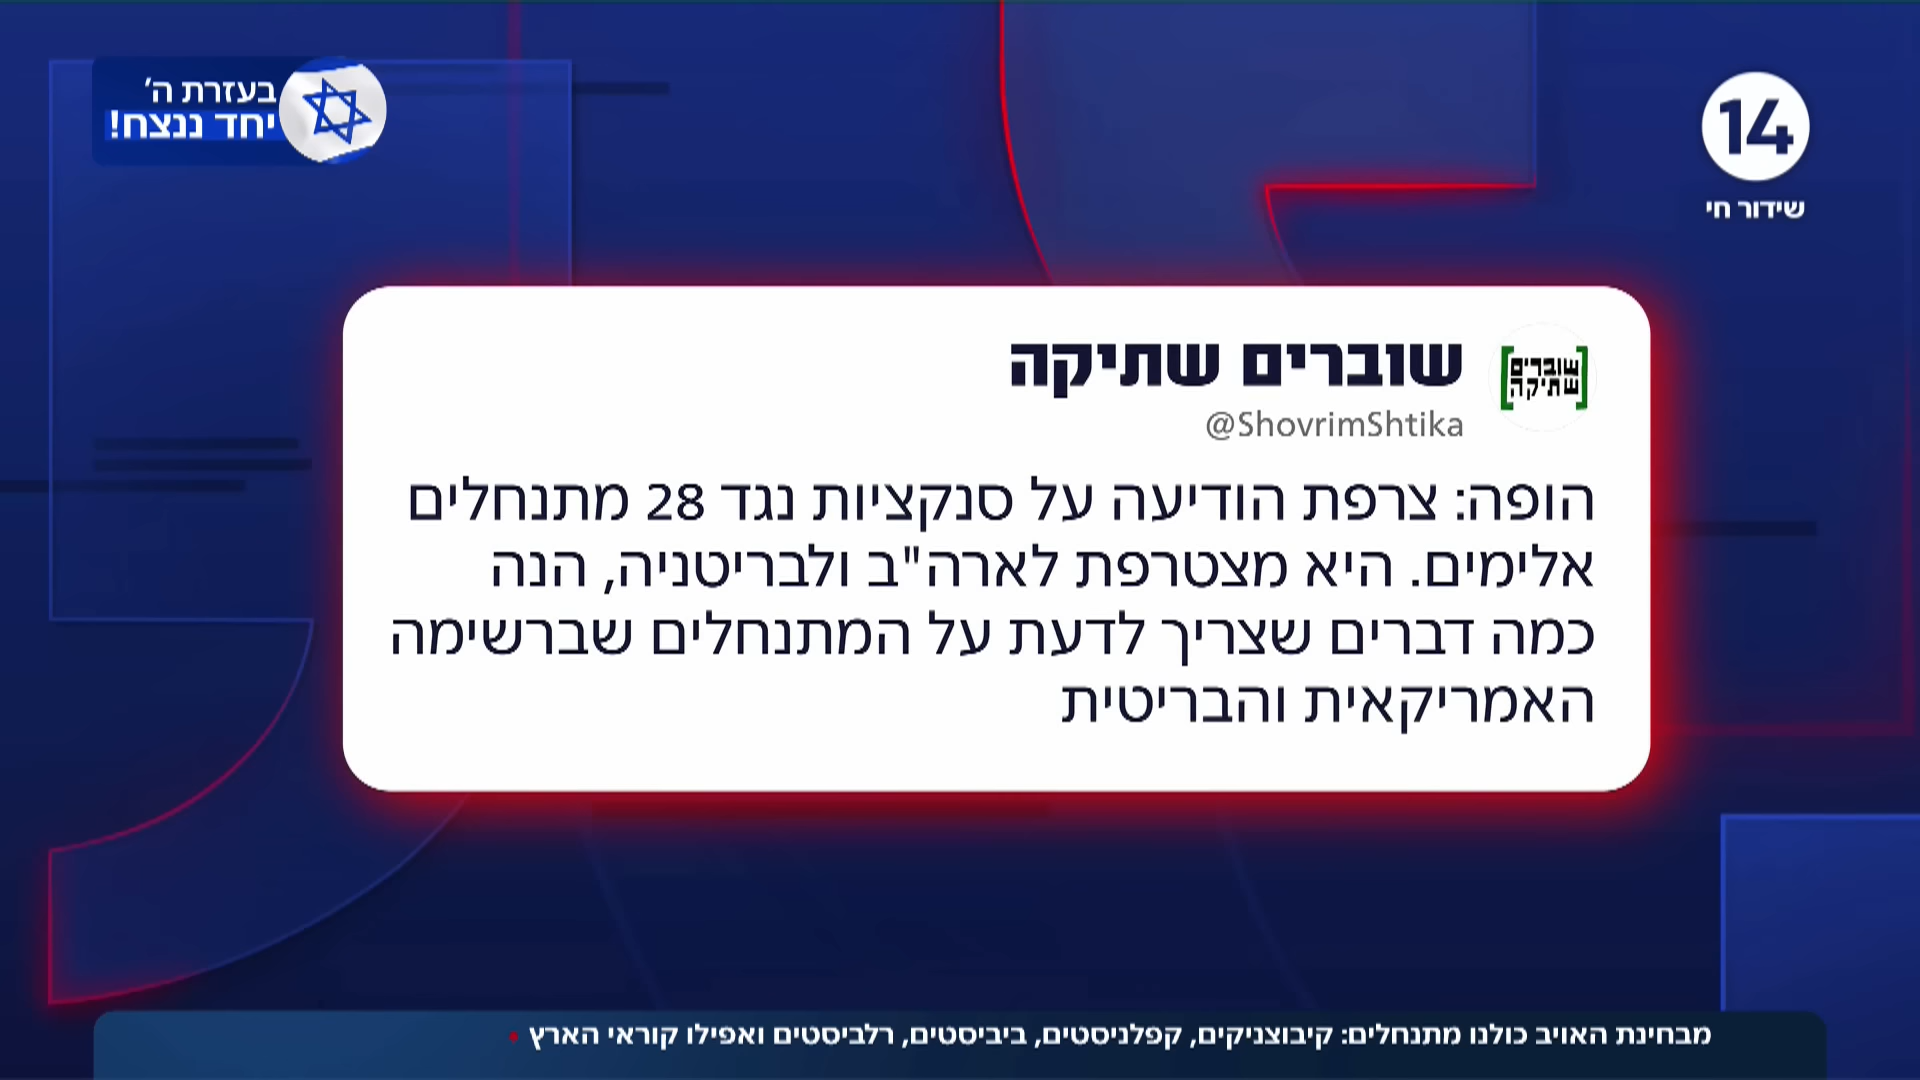 בעזרת ה'
יחד ננצח!
14
שידור חי
שוברים שתיקה
[שוברים
שתיקה]
@ShovrimShtika
הופה: צרפת הודיעה על סנקציות נגד 28 מתנחלים
אלימים. היא מצטרפת לארה"ב ולבריטניה, הנה
כמה דברים שצריך לדעת על המתנחלים שברשימה
האמריקאית והבריטית
מבחינת האויב כולנו מתנחלים: קיבוצניקים, קפלניסטים, ביביסטים, רלביסטים ואפילו קוראי הארץ